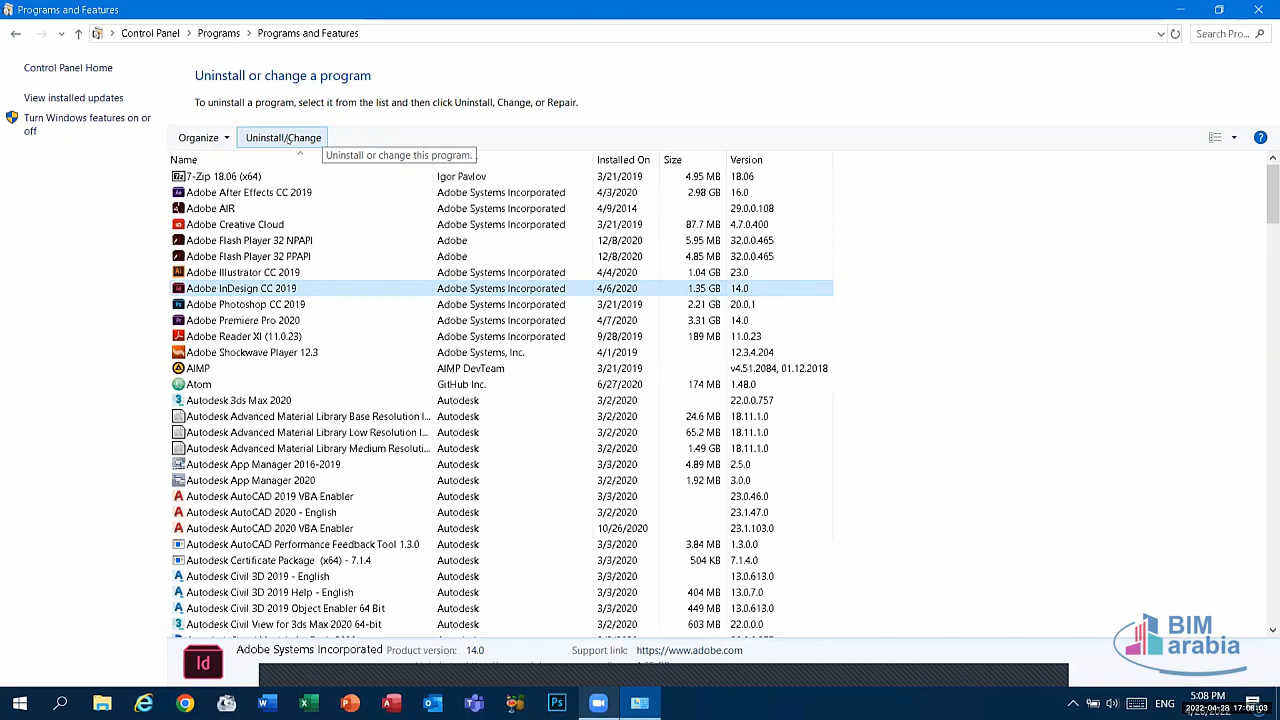 Programs and Features
Control Panel
Programs
Programs and Features
Search Pro...
Control Panel Home
View installed updates
Turn Windows features on or
off
Uninstall or change a program
To uninstall a program, select it from the list and then click Uninstall, Change, or Repair.
Organize
Uninstall/Change
Uninstall or change this program.
Name Installed On Size Version
7-Zip 18.06 (x64) Igor Pavlov 3/21/2019 4.95 MB 18.06
Adobe After Effects CC 2019 Adobe Systems Incorporated 4/3/2020 2.98 GB 16.0
Adobe AIR Adobe Systems Incorporated 4/9/2014 29.0.0.108
Adobe Creative Cloud Adobe Systems Incorporated 3/21/2019 87.7 MB 4.7.0.400
Adobe Flash Player 32 NPAPI Adobe 12/8/2020 5.95 MB 32.0.0.465
Adobe Flash Player 32 PPAPI Adobe 12/8/2020 4.85 MB 32.0.0.465
Adobe Illustrator CC 2019 Adobe Systems Incorporated 4/4/2020 1.04 GB 23.0
Adobe InDesign CC 2019 Adobe Systems Incorporated 4/6/2020 1.35 GB 14.0
Adobe Photoshop CC 2019 Adobe Systems Incorporated 3/21/2019 2.21 GB 20.0.1
Adobe Premiere Pro 2020 Adobe Systems Incorporated 4/7/2020 3.31 GB 14.0
Adobe Reader XI (11.0.23) Adobe Systems Incorporated 9/28/2019 189 MB 11.0.23
Adobe Shockwave Player 12.3 Adobe Systems, Inc. 4/1/2019 12.3.4.204
AIMP AIMP DevTeam 3/21/2019 v4.51.2084, 01.12.2018
Atom GitHub Inc. 6/27/2020 174 MB 1.48.0
Autodesk 3ds Max 2020 Autodesk 3/2/2020 22.0.0.757
Autodesk Advanced Material Library Base Resolution I... Autodesk 3/2/2020 24.6 MB 18.11.1.0
Autodesk Advanced Material Library Low Resolution I... Autodesk 3/2/2020 65.2 MB 18.11.1.0
Autodesk Advanced Material Library Medium Resoluti... Autodesk 3/2/2020 1.49 GB 18.11.1.0
Autodesk App Manager 2016-2019 Autodesk 3/3/2020 4.89 MB 2.5.0
Autodesk App Manager 2020 Autodesk 3/2/2020 1.92 MB 3.0.0
Autodesk AutoCAD 2019 VBA Enabler Autodesk 3/3/2020 23.0.46.0
Autodesk AutoCAD 2020 - English Autodesk 3/2/2020 23.1.47.0
Autodesk AutoCAD 2020 VBA Enabler Autodesk 10/26/2020 23.1.103.0
Autodesk AutoCAD Performance Feedback Tool 1.3.0 Autodesk 3/3/2020 3.84 MB 1.3.0.0
Autodesk Certificate Package (x64) - 7.1.4 Autodesk 3/3/2020 504 KB 7.1.4.0
Autodesk Civil 3D 2019 - English Autodesk 3/3/2020 13.0.613.0
Autodesk Civil 3D 2019 Help - English Autodesk 3/3/2020 404 MB 13.0.7.0
Autodesk Civil 3D 2019 Object Enabler 64 Bit Autodesk 3/3/2020 449 MB 13.0.613.0
Autodesk Civil View for 3ds Max 2020 64-bit Autodesk 3/2/2020 603 MB 22.0.0.0
Id
Adobe Systems Incorporated Product version: 14.0 Support link: https://www.adobe.com
BIM
arabia
ENG
5:08 PM
2022-04-28 17:08:03